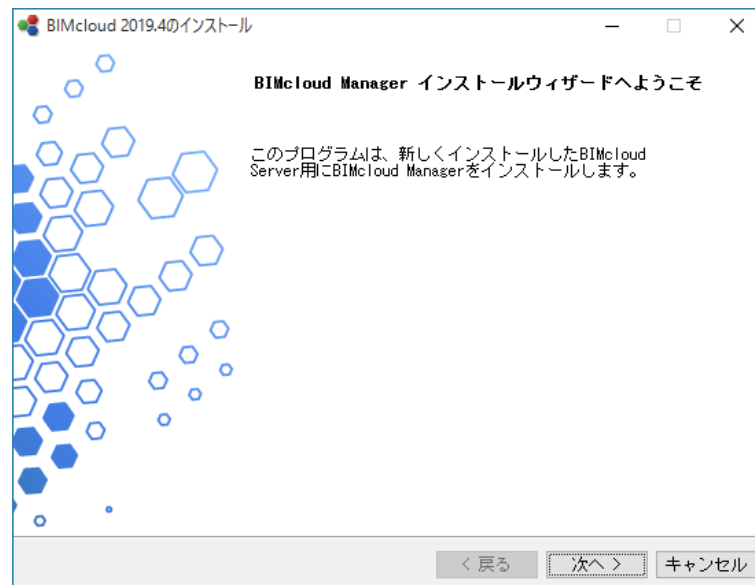 BIMcloud 2019.4のインストール
BIMcloud Manager インストールウィザードへようこそ
このプログラムは、新しくインストールしたBIMcloud
Server用にBIMcloud Managerをインストールします。
< 戻る
次へ >
キャンセル